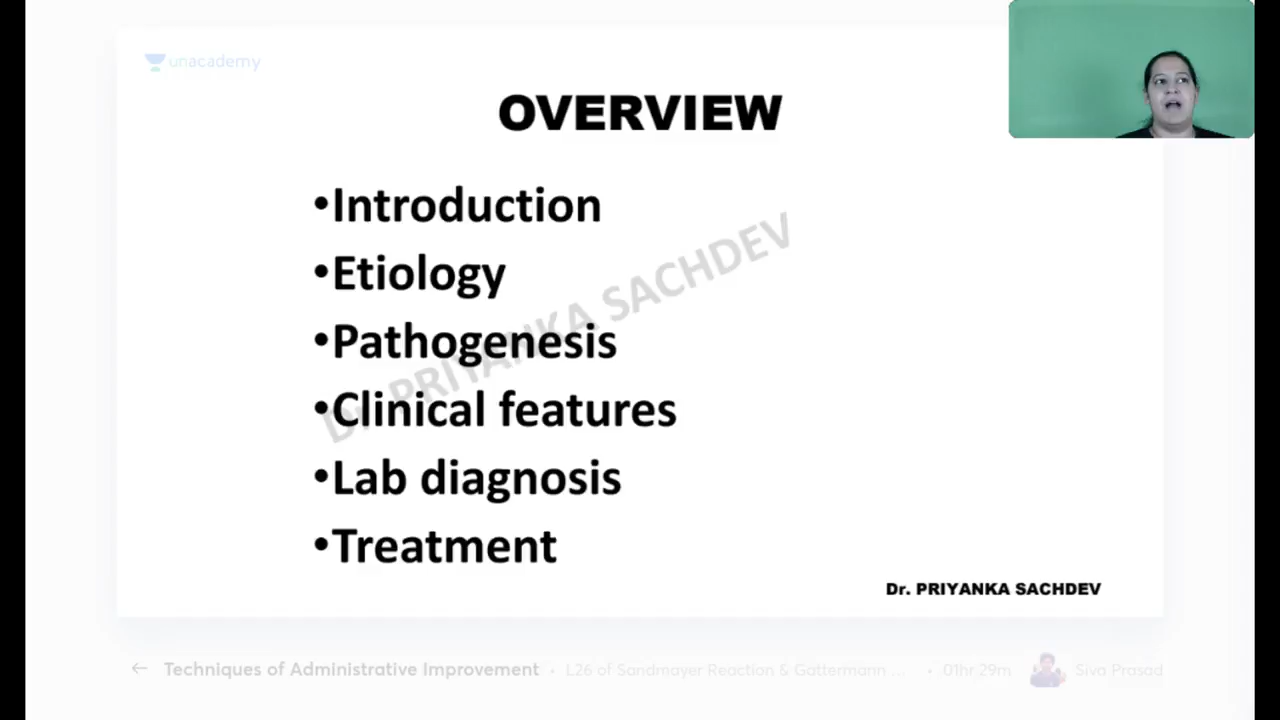 unacademy
OVERVIEW
•Introduction
•Etiology
•Pathogenesis
•Clinical features
•Lab diagnosis
•Treatment
Dr. PRIYANKA SACHDEV
Dr. PRIYANKA SACHDEV
← Techniques of Administrative Improvement • L26 of Sandmayer Reaction & Gattermann ... • 01hr 29m Siva Prasad